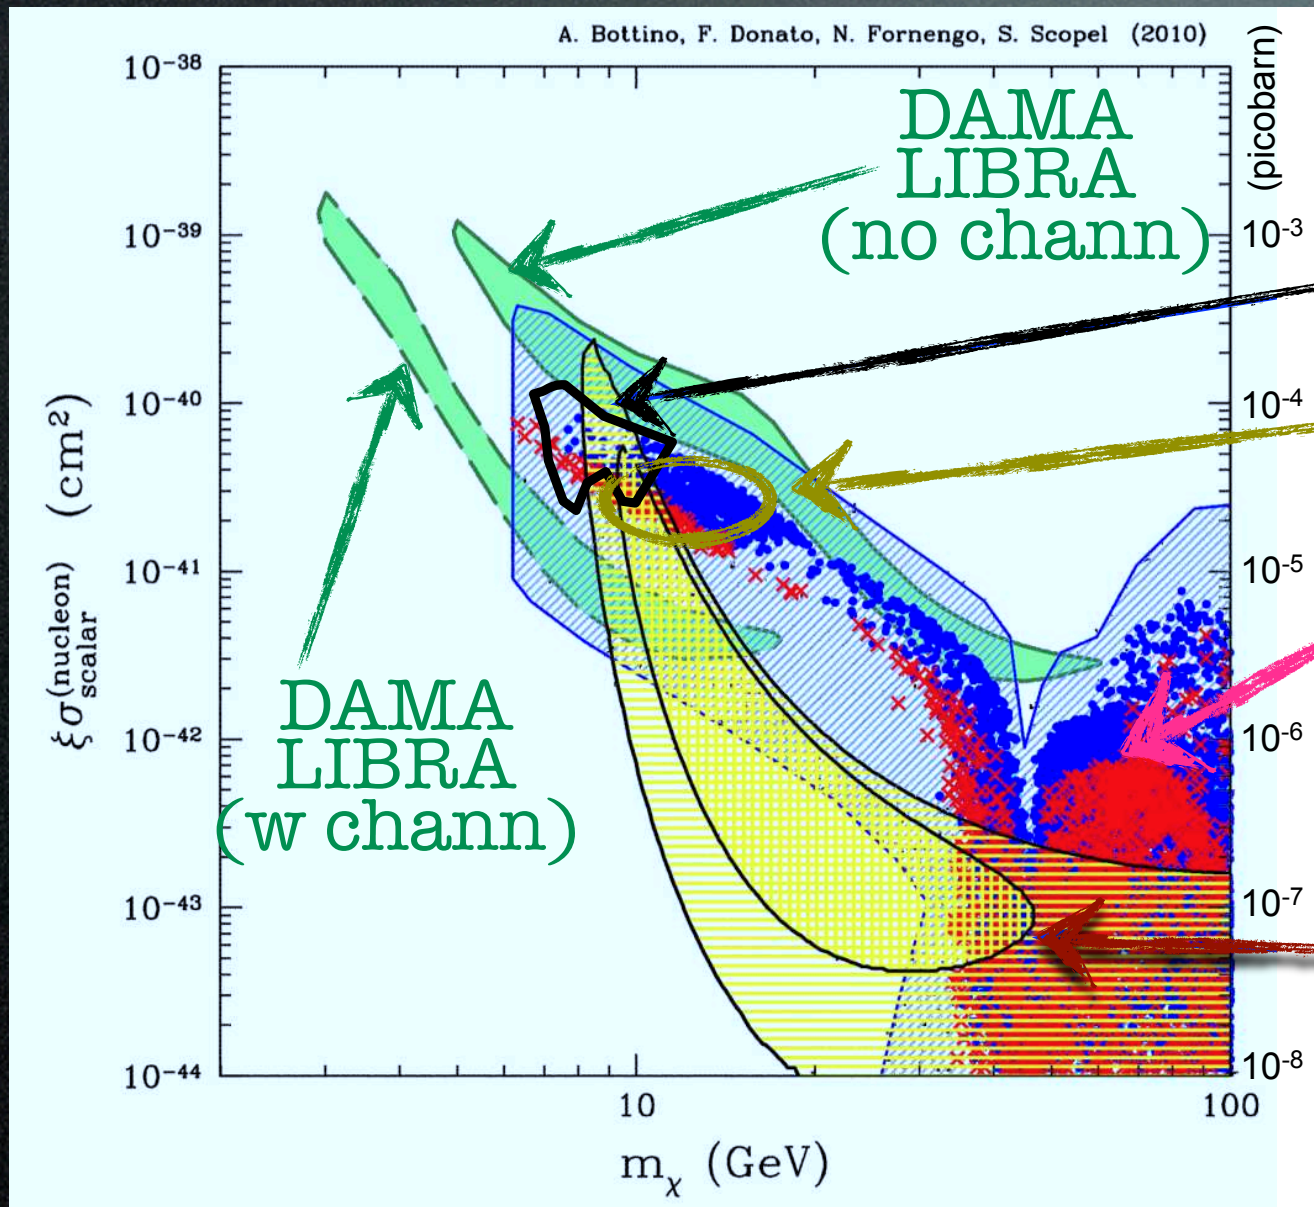 A. Bottino, F. Donato, N. Fornengo, S. Scopel (2010)
(picobarn)
10⁻³⁸
10⁻³⁹
10⁻⁴⁰
10⁻⁴¹
10⁻⁴²
10⁻⁴³
10⁻⁴⁴
ξ σ_scalar^(nucleon) (cm²)
DAMA
LIBRA
(no chann)
DAMA
LIBRA
(w chann)
10⁻³
10⁻⁴
10⁻⁵
10⁻⁶
10⁻⁷
10⁻⁸
10
100
m_χ (GeV)